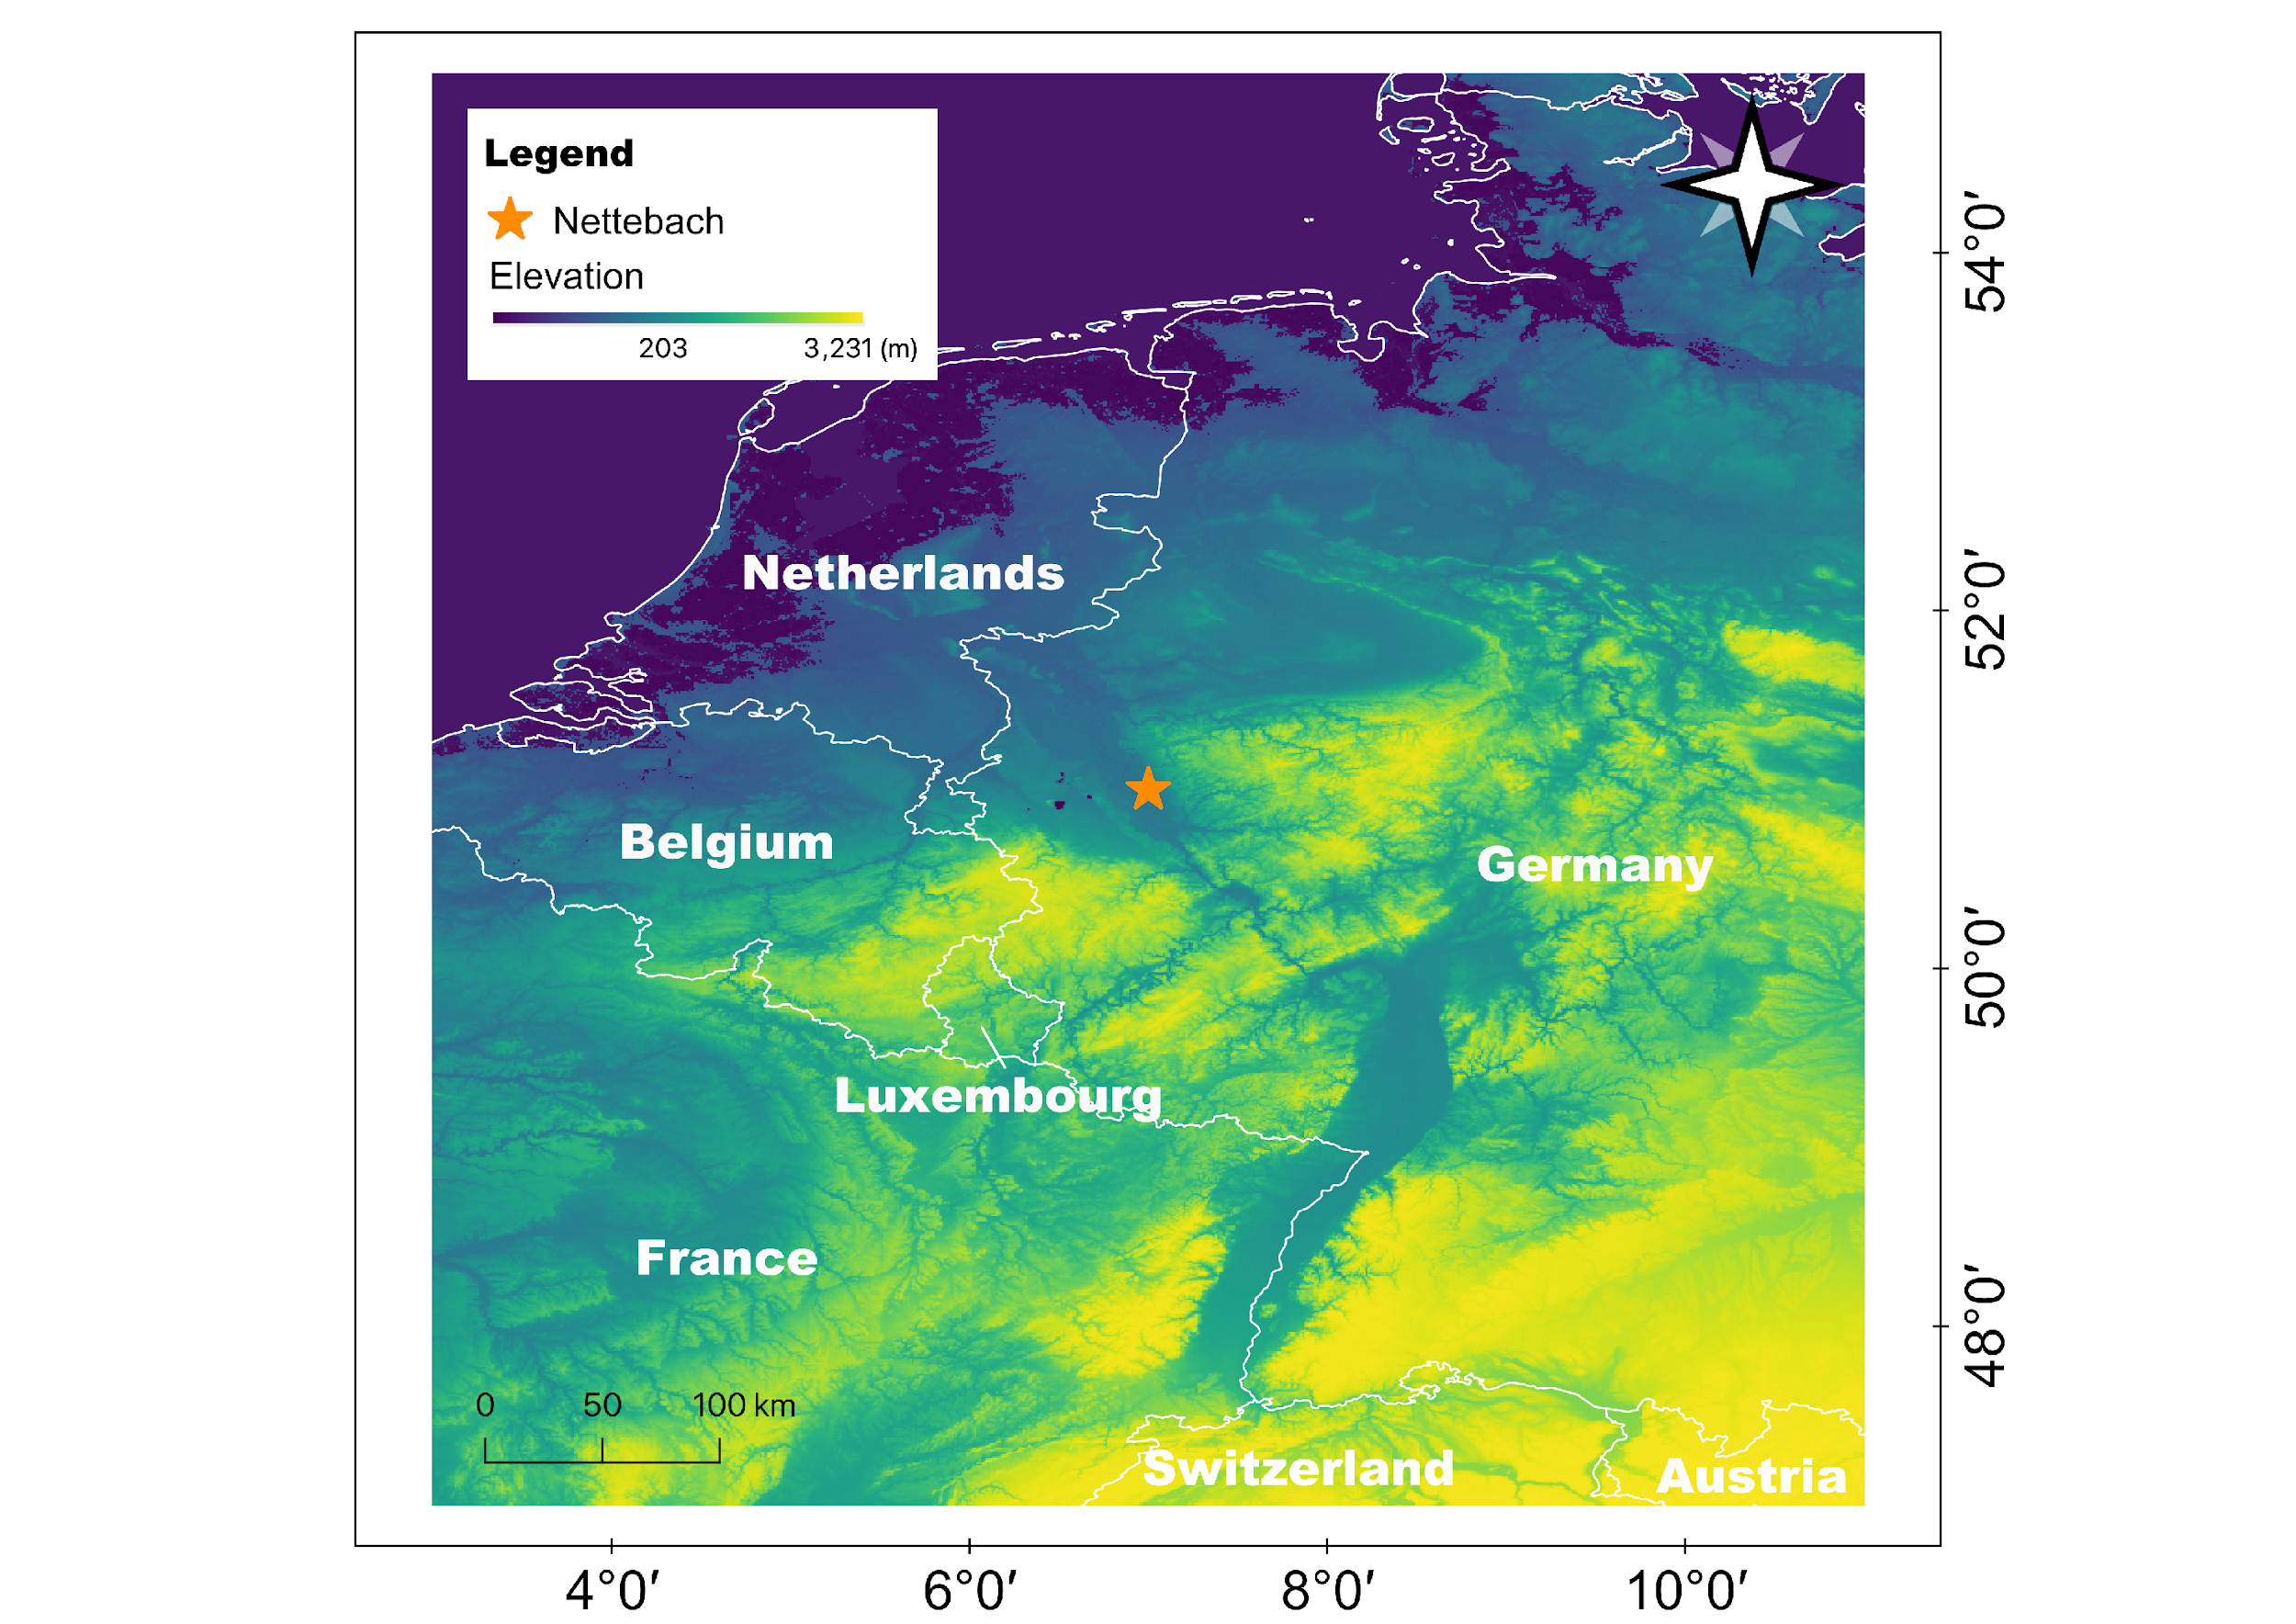 Legend
Nettebach
Elevation
203 3,231 (m)
54°0′
Netherlands
52°0′
Belgium
Germany
50°0′
Luxembourg
France
48°0′
0 50 100 km
Switzerland
Austria
4°0′ 6°0′ 8°0′ 10°0′